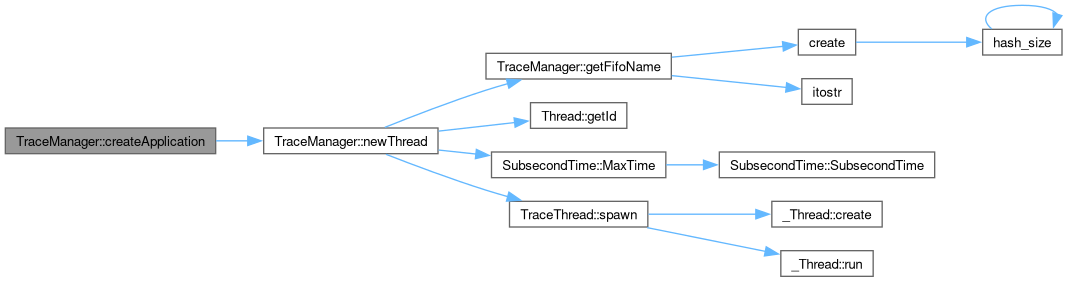 TraceManager::createApplication
TraceManager::newThread
TraceManager::getFifoName
create
hash_size
itostr
Thread::getId
SubsecondTime::MaxTime
SubsecondTime::SubsecondTime
TraceThread::spawn
_Thread::create
_Thread::run